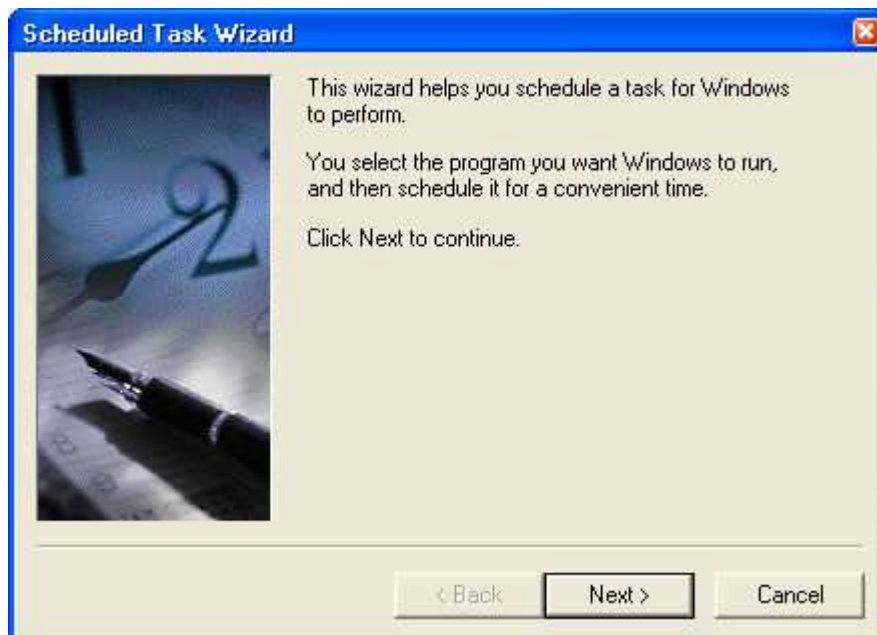 Scheduled Task Wizard
This wizard helps you schedule a task for Windows
to perform.
You select the program you want Windows to run,
and then schedule it for a convenient time.
Click Next to continue.
2
< Back
Next >
Cancel